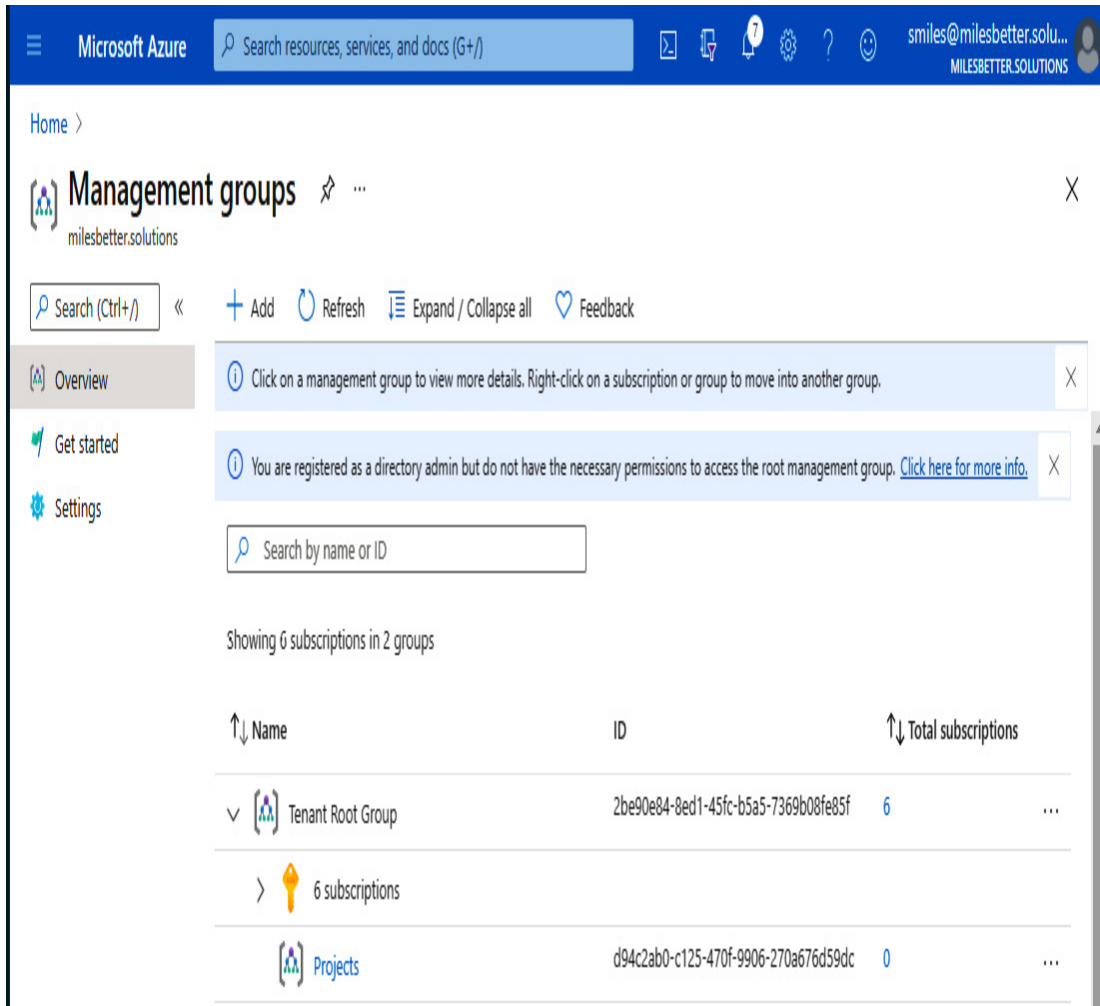 Microsoft Azure
Search resources, services, and docs (G+/)
7
smiles@milesbetter.solu...
MILESBETTER.SOLUTIONS
Home >
Management groups
...
milesbetter.solutions
Search (Ctrl+/)
«
+ Add
Refresh
Expand / Collapse all
Feedback
Overview
Get started
Settings
Click on a management group to view more details. Right-click on a subscription or group to move into another group.
You are registered as a directory admin but do not have the necessary permissions to access the root management group. Click here for more info.
Search by name or ID
Showing 6 subscriptions in 2 groups
Name ID Total subscriptions
Tenant Root Group 2be90e84-8ed1-45fc-b5a5-7369b08fe85f 6 ...
6 subscriptions
Projects d94c2ab0-c125-470f-9906-270a676d59dc 0 ...